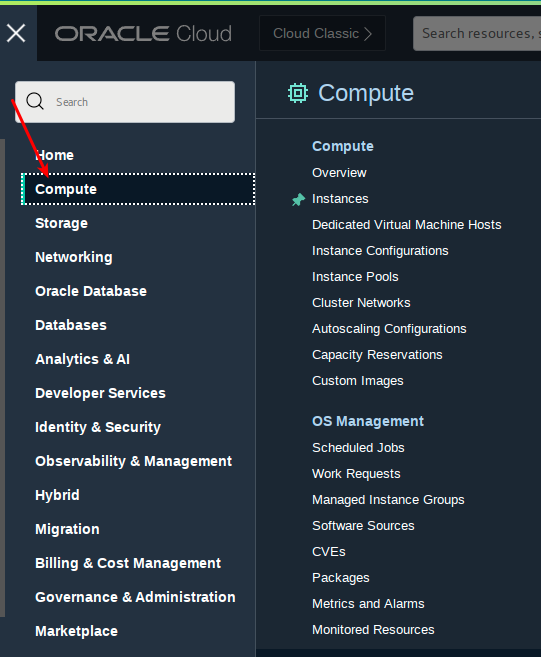 ORACLE Cloud
Cloud Classic
Search resources,
Search
Home
Compute
Storage
Networking
Oracle Database
Databases
Analytics & AI
Developer Services
Identity & Security
Observability & Management
Hybrid
Migration
Billing & Cost Management
Governance & Administration
Marketplace
Compute
Compute
Overview
Instances
Dedicated Virtual Machine Hosts
Instance Configurations
Instance Pools
Cluster Networks
Autoscaling Configurations
Capacity Reservations
Custom Images
OS Management
Scheduled Jobs
Work Requests
Managed Instance Groups
Software Sources
CVEs
Packages
Metrics and Alarms
Monitored Resources